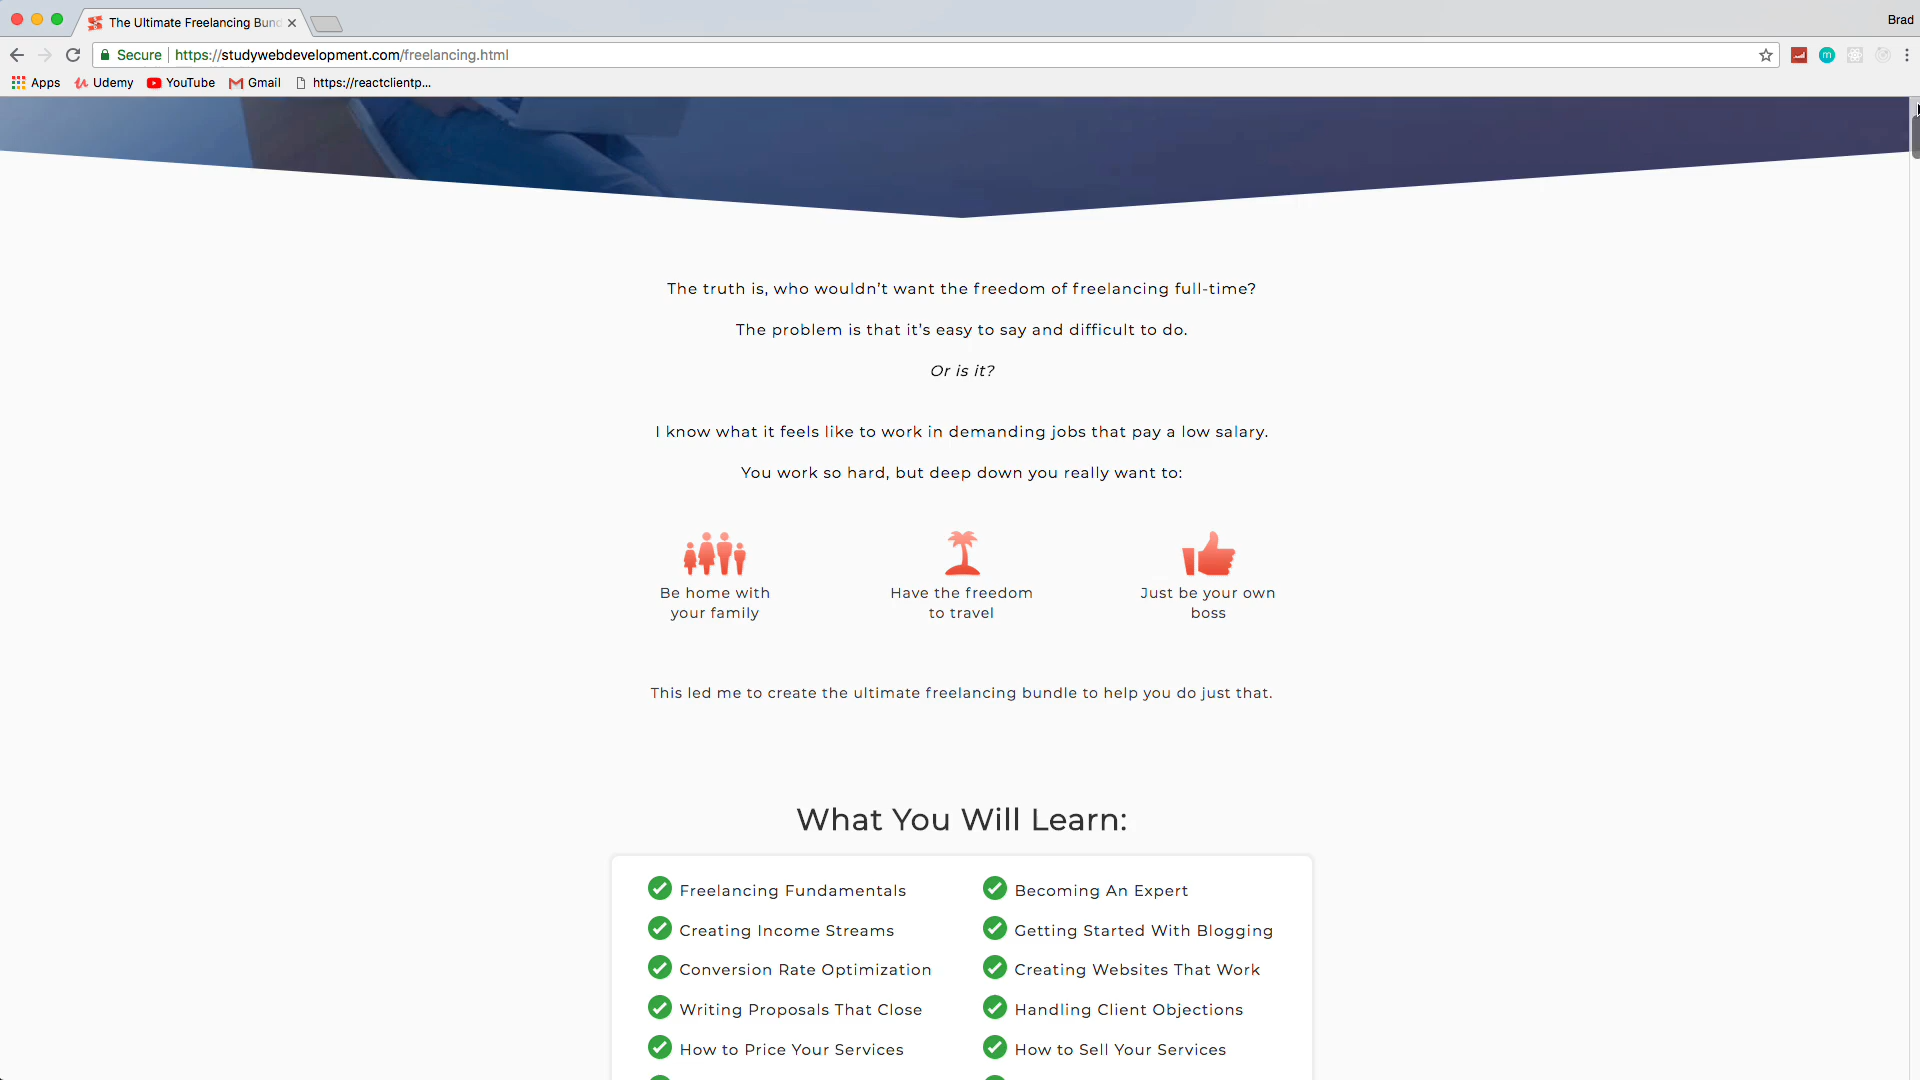 The Ultimate Freelancing Bund
Brad
Secure https://studywebdevelopment.com/freelancing.html
m
Apps Udemy YouTube Gmail https://reactclientp...
The truth is, who wouldn’t want the freedom of freelancing full-time?
The problem is that it’s easy to say and difficult to do.
Or is it?
I know what it feels like to work in demanding jobs that pay a low salary.
You work so hard, but deep down you really want to:
Be home with
your family
Have the freedom
to travel
Just be your own
boss
This led me to create the ultimate freelancing bundle to help you do just that.
What You Will Learn:
Freelancing Fundamentals
Becoming An Expert
Creating Income Streams
Getting Started With Blogging
Conversion Rate Optimization
Creating Websites That Work
Writing Proposals That Close
Handling Client Objections
How to Price Your Services
How to Sell Your Services